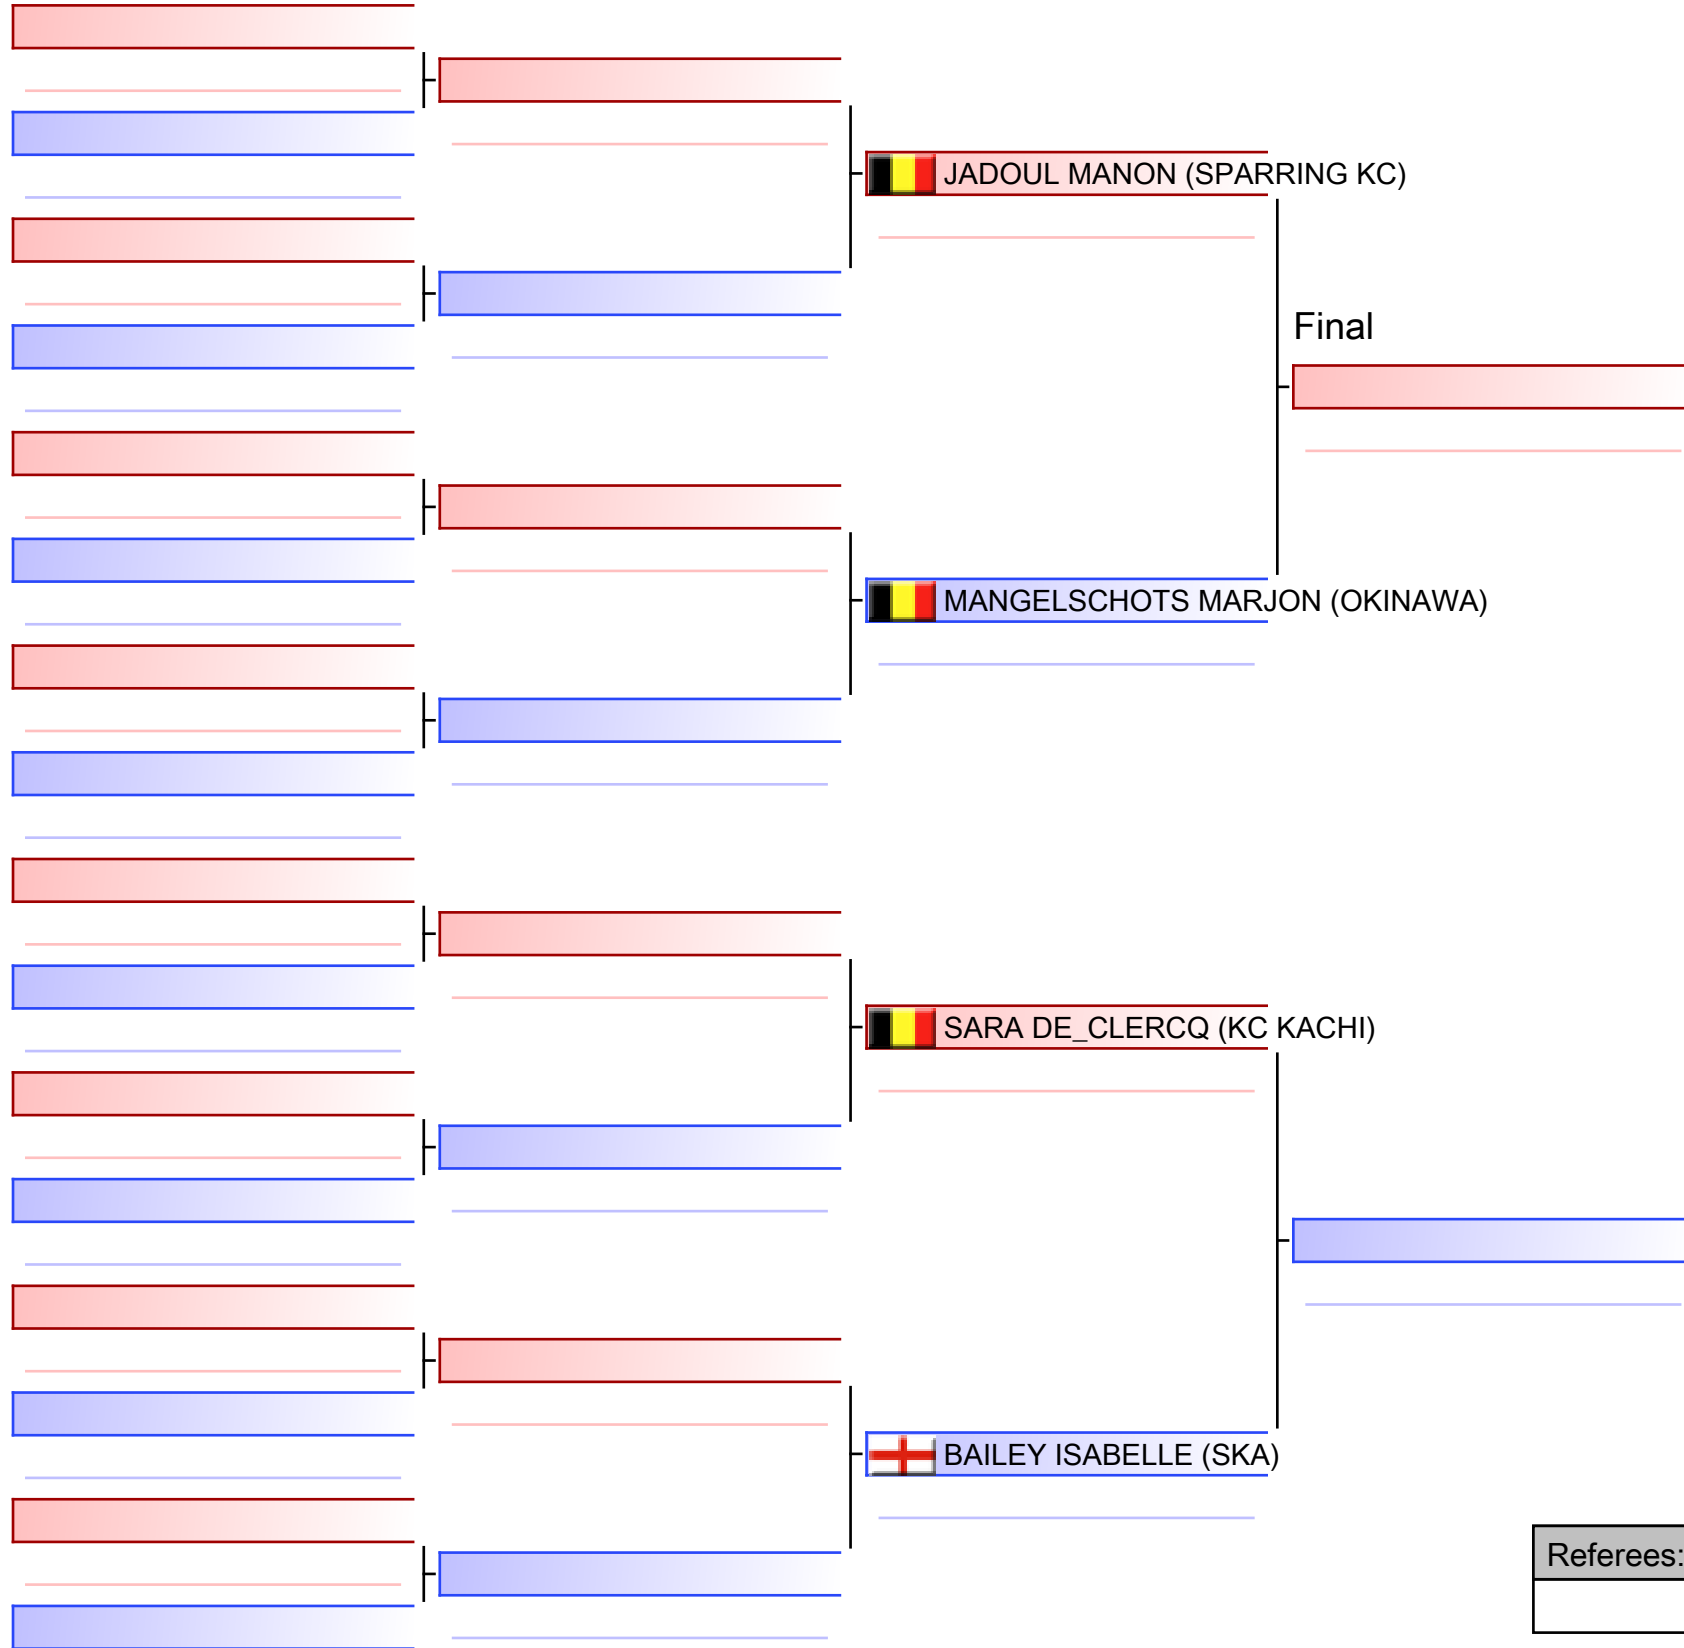 JADOUL MANON (SPARRING KC)
Final
MANGELSCHOTS MARJON (OKINAWA)
SARA DE_CLERCQ (KC KACHI)
BAILEY ISABELLE (SKA)
Referees: